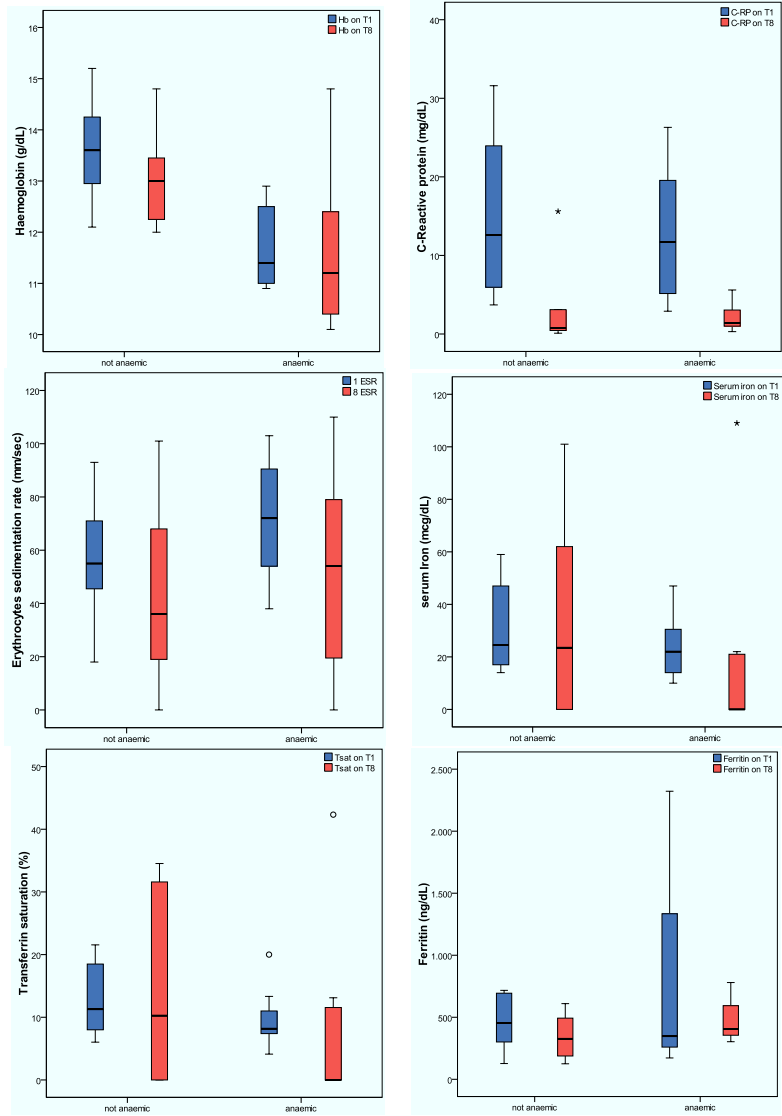 Hb on T1
Hb on T8
Haemoglobin (g/dL)
16
15
14
13
12
11
10
not anaemic
anaemic
C-RP on T1
C-RP on T8
C-Reactive protein (mg/dL)
40
30
20
10
0
*
not anaemic
anaemic
1 ESR
8 ESR
Erythrocytes sedimentation rate (mm/sec)
120
100
80
60
40
20
0
not anaemic
anaemic
Serum iron on T1
Serum iron on T8
serum Iron (mcg/dL)
120
100
80
60
40
20
0
*
not anaemic
anaemic
Tsat on T1
Tsat on T8
Transferrin saturation (%)
50
40
30
20
10
0
not anaemic
anaemic
Ferritin on T1
Ferritin on T8
Ferritin (ng/dL)
2.500
2.000
1.500
1.000
500
0
not anaemic
anaemic